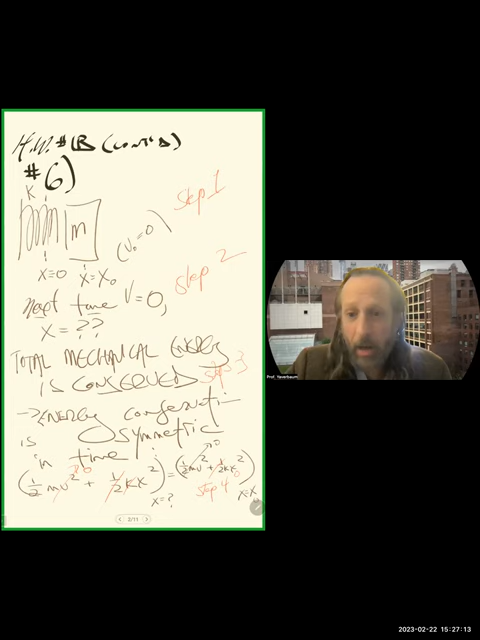 H.W. #1B (CONT'D)
#6)
Step 1
K
m
(v₀=0)
x=0 x=x₀
Step 2
Next time V=0,
x=??
TOTAL MECHANICAL ENERGY
IS CONSERVED
Step 3
→ ENERGY conservation
is symmetric
in time:
(½mv² + ½kx²) = (½mv² + ½kx²)
x=?
Step 4
Prof. Yaverbaum
2/11
2023-02-22 15:27:13